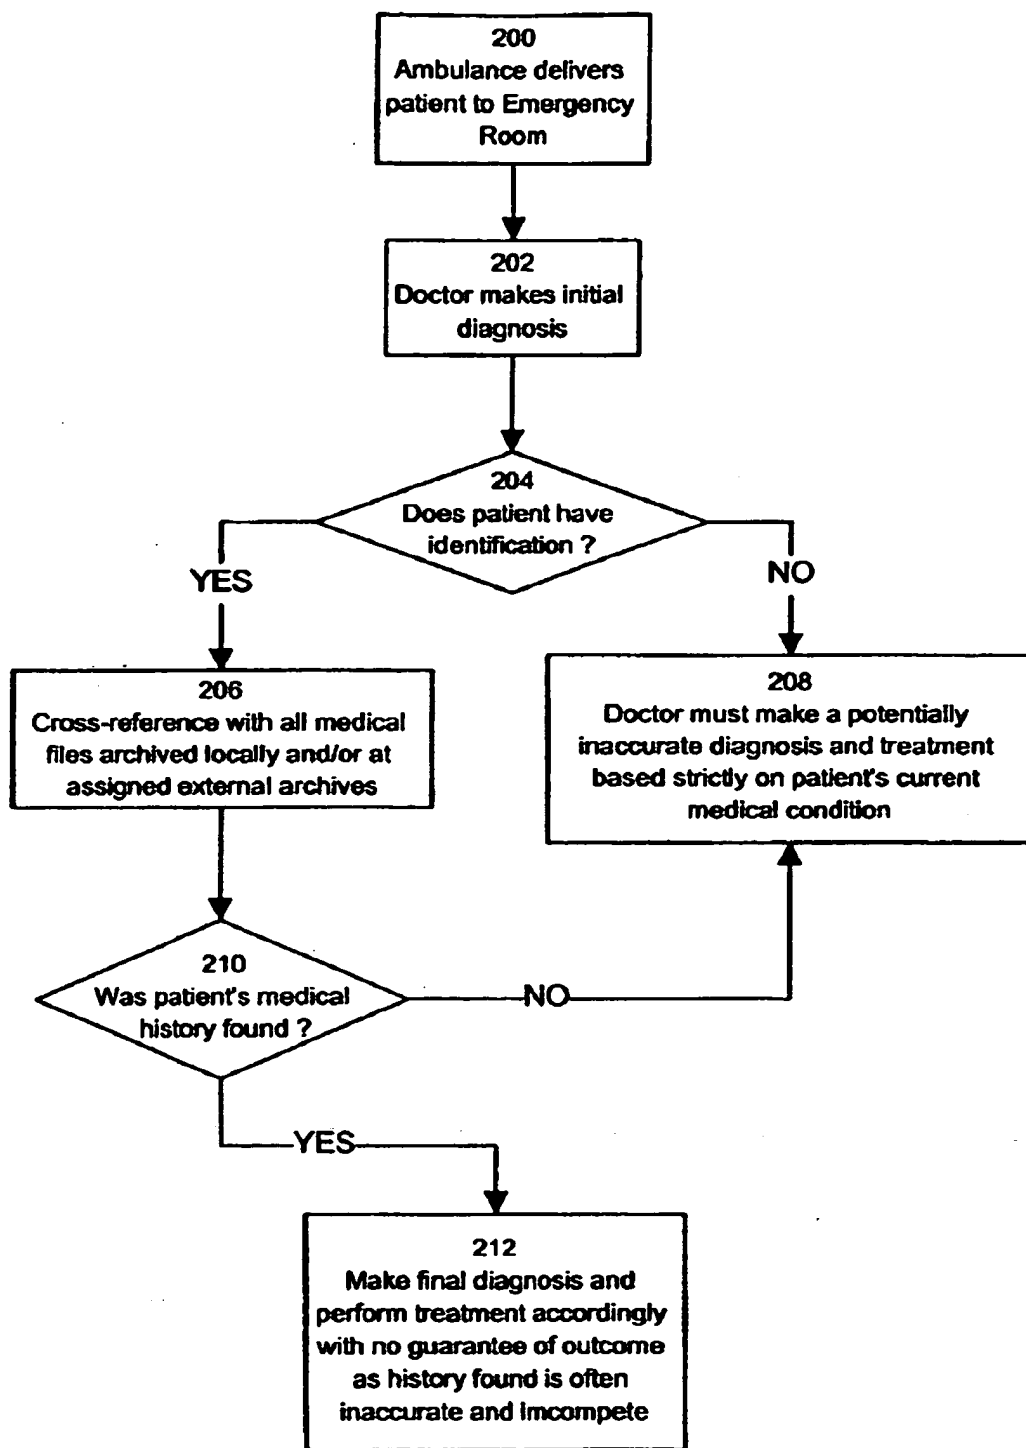 200
Ambulance delivers
patient to Emergency
Room
202
Doctor makes initial
diagnosis
204
Does patient have
identification ?
YES
NO
206
Cross-reference with all medical
files archived locally and/or at
assigned external archives
208
Doctor must make a potentially
inaccurate diagnosis and treatment
based strictly on patient's current
medical condition
210
Was patient's medical
history found ?
NO
YES
212
Make final diagnosis and
perform treatment accordingly
with no guarantee of outcome
as history found is often
inaccurate and imcompete